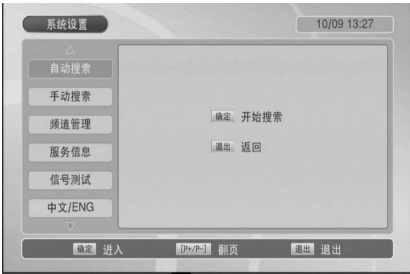 系统设置
10/09 13:27
自动搜索
手动搜索
频道管理
服务信息
信号测试
中文/ENG
确定 开始搜索
退出 返回
确定 进入 [P+/P-] 翻页 退出 退出